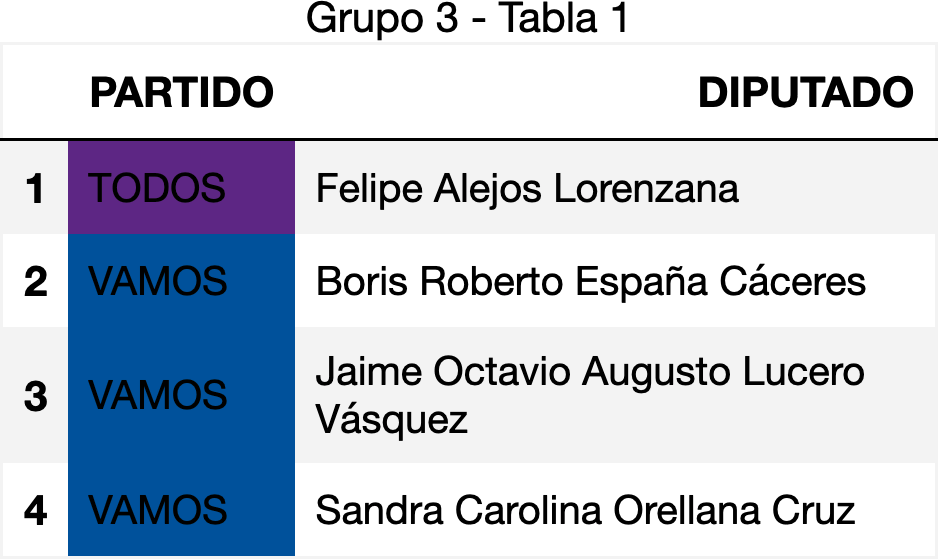 Grupo 3 - Tabla 1
PARTIDO DIPUTADO
1 TODOS Felipe Alejos Lorenzana
2 VAMOS Boris Roberto España Cáceres
3 VAMOS Jaime Octavio Augusto Lucero
Vásquez
4 VAMOS Sandra Carolina Orellana Cruz